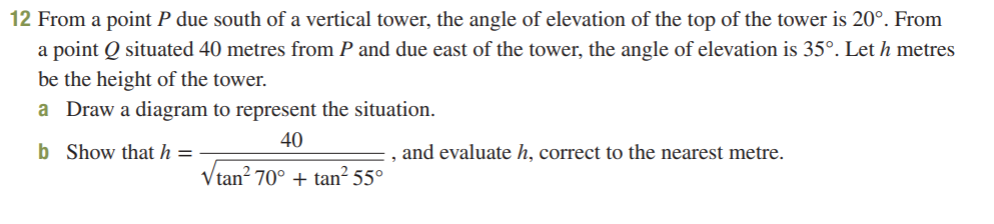 12 From a point P due south of a vertical tower, the angle of elevation of the top of the tower is 20°. From
a point Q situated 40 metres from P and due east of the tower, the angle of elevation is 35°. Let h metres
be the height of the tower.
a Draw a diagram to represent the situation.
b Show that h = 40 / √(tan² 70° + tan² 55°), and evaluate h, correct to the nearest metre.